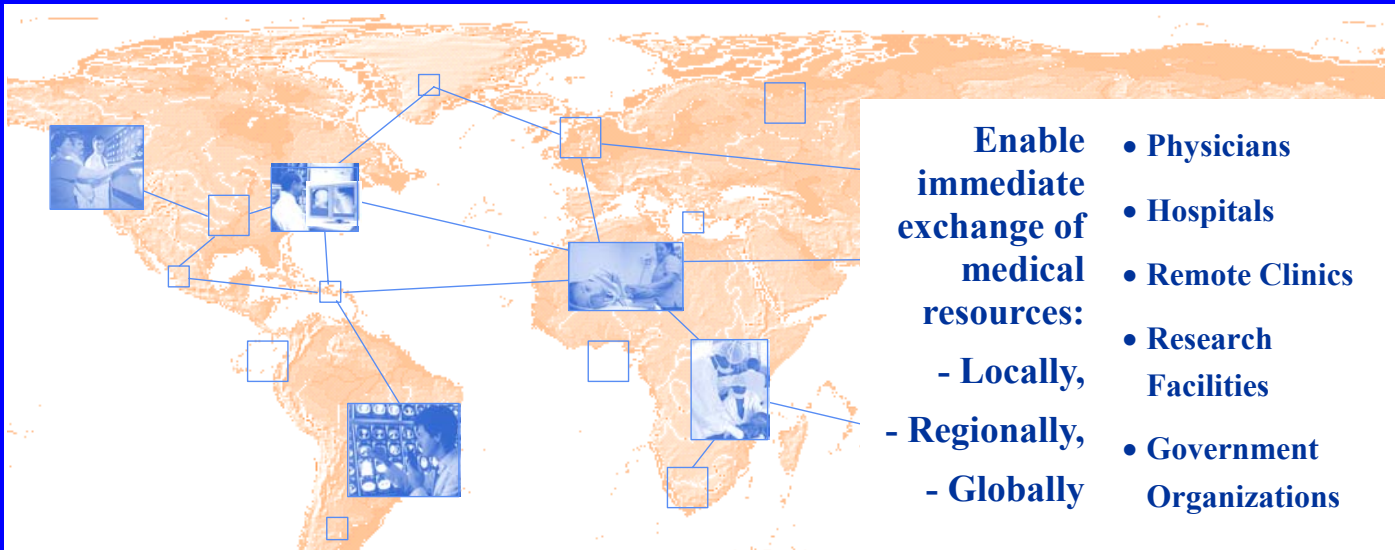 Enable
immediate
exchange of
medical
resources:
- Locally,
- Regionally,
- Globally
• Physicians
• Hospitals
• Remote Clinics
• Research
Facilities
• Government
Organizations